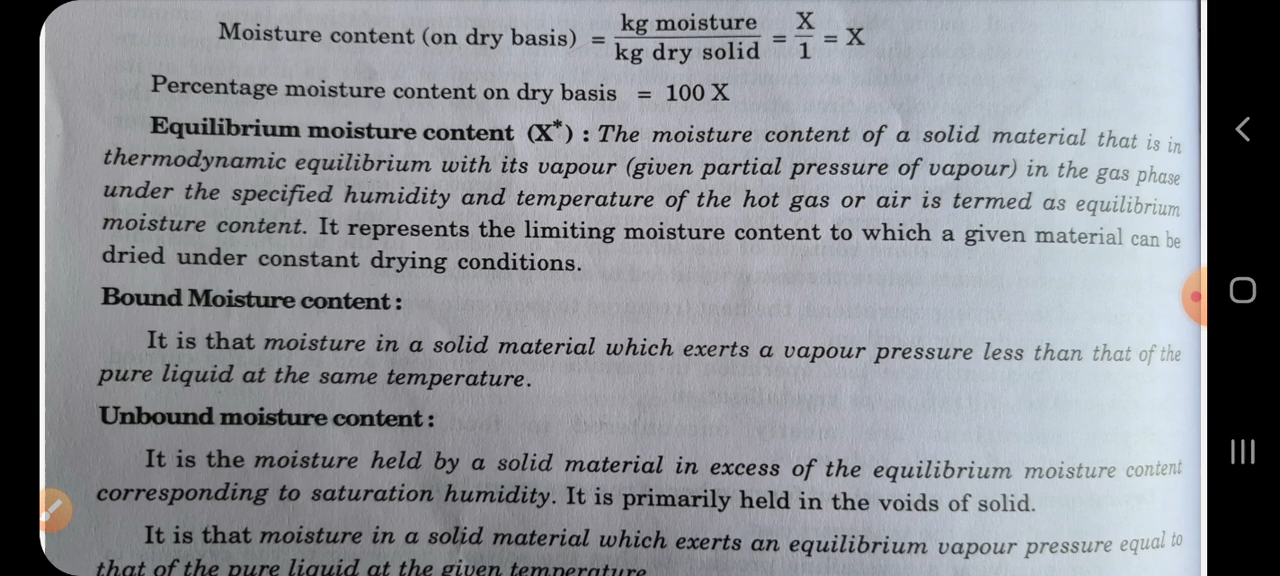 Moisture content (on dry basis) = kg moisture / kg dry solid = X / 1 = X
Percentage moisture content on dry basis = 100 X
Equilibrium moisture content (X*) : The moisture content of a solid material that is in
thermodynamic equilibrium with its vapour (given partial pressure of vapour) in the gas phase
under the specified humidity and temperature of the hot gas or air is termed as equilibrium
moisture content. It represents the limiting moisture content to which a given material can be
dried under constant drying conditions.
Bound Moisture content :
It is that moisture in a solid material which exerts a vapour pressure less than that of the
pure liquid at the same temperature.
Unbound moisture content :
It is the moisture held by a solid material in excess of the equilibrium moisture content
corresponding to saturation humidity. It is primarily held in the voids of solid.
It is that moisture in a solid material which exerts an equilibrium vapour pressure equal to
that of the pure liquid at the given temperature